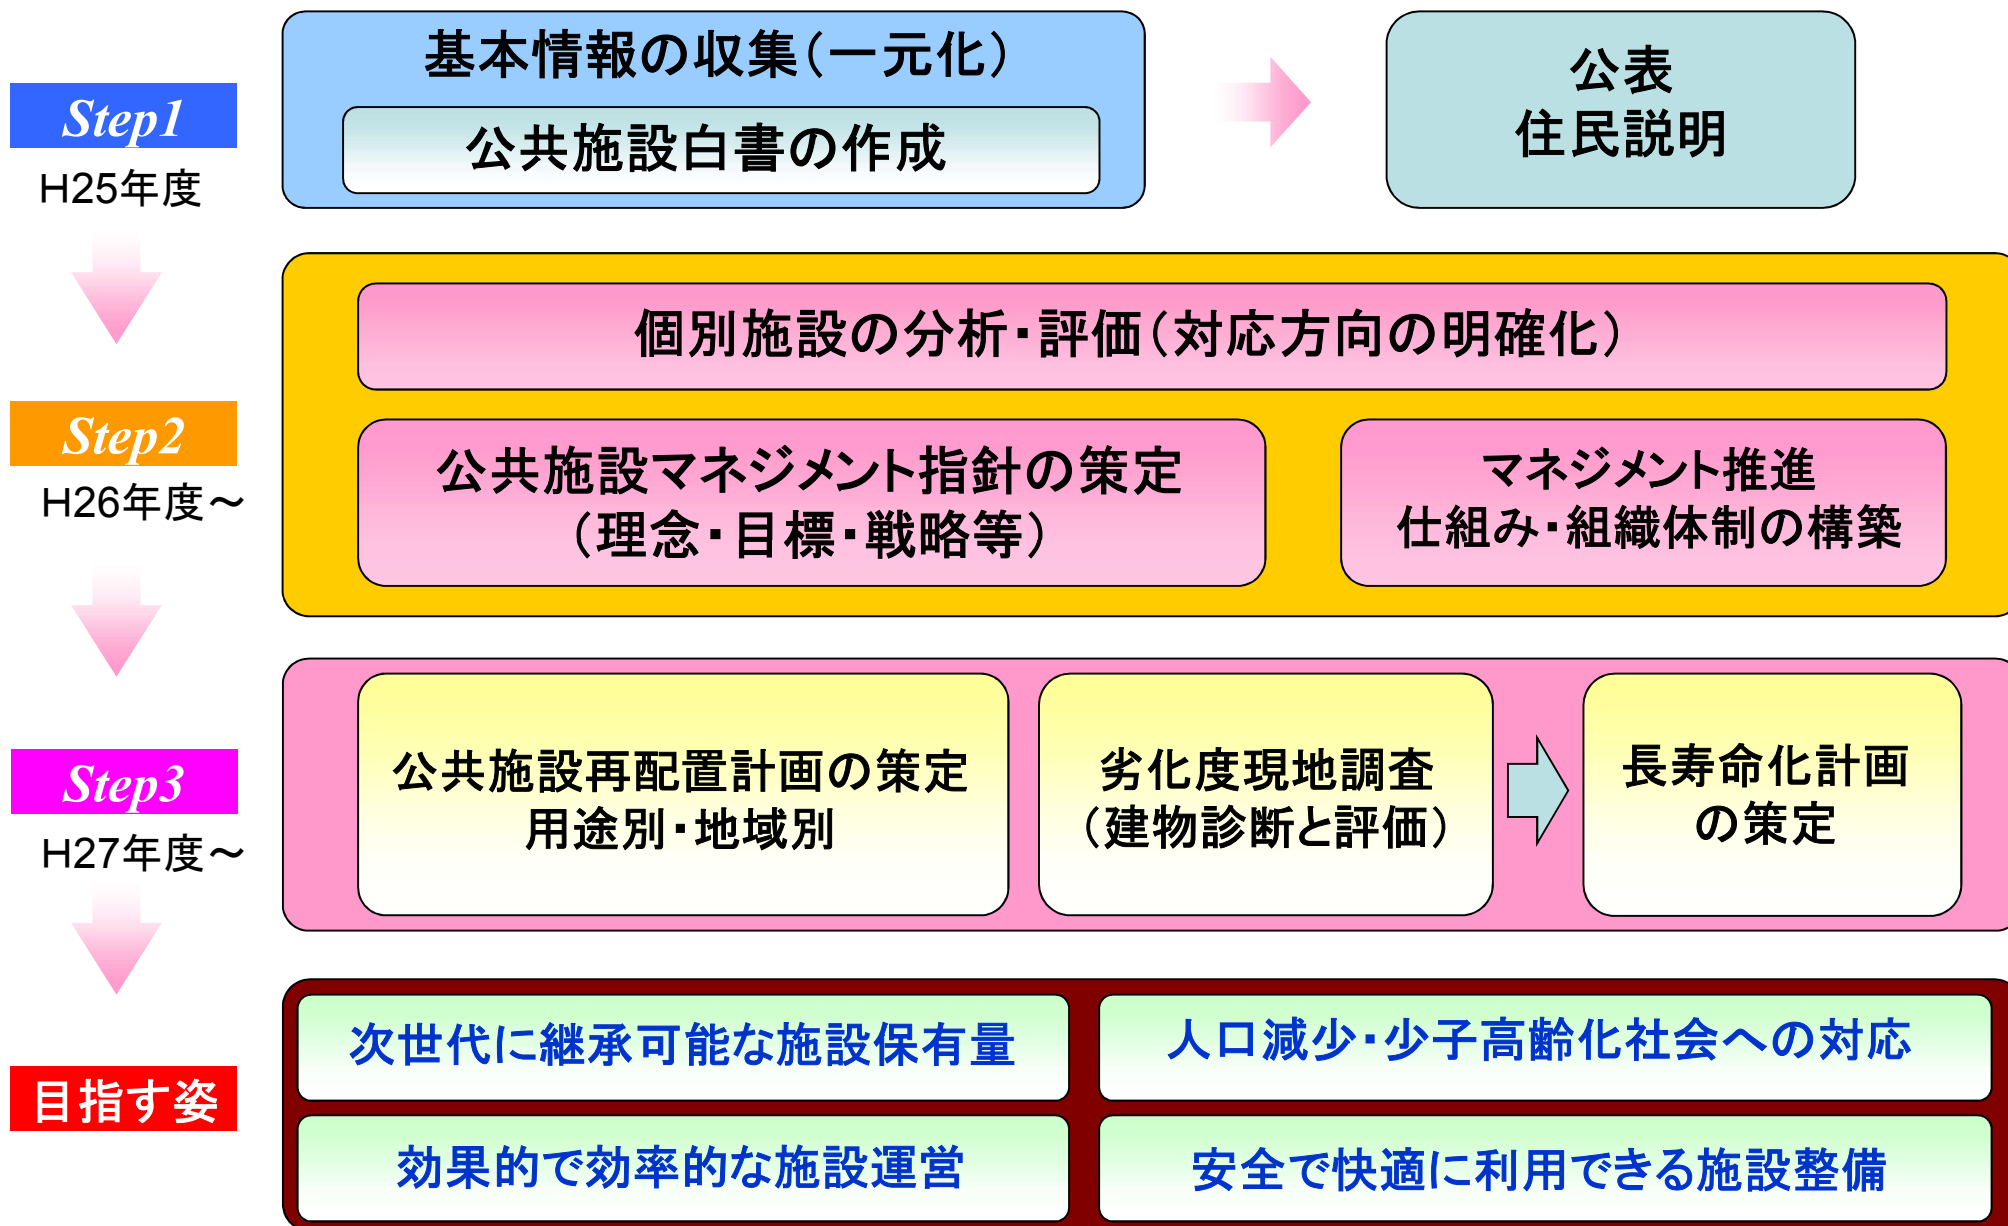 Step1
H25年度
基本情報の収集（一元化）
公共施設白書の作成
公表
住民説明
Step2
H26年度～
個別施設の分析・評価（対応方向の明確化）
公共施設マネジメント指針の策定
（理念・目標・戦略等）
マネジメント推進
仕組み・組織体制の構築
Step3
H27年度～
公共施設再配置計画の策定
用途別・地域別
劣化度現地調査
（建物診断と評価）
長寿命化計画
の策定
目指す姿
次世代に継承可能な施設保有量
人口減少・少子高齢化社会への対応
効果的で効率的な施設運営
安全で快適に利用できる施設整備